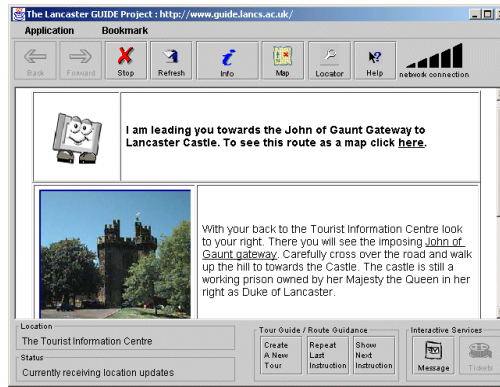 The Lancaster GUIDE Project : http://www.guide.lancs.ac.uk/
Application Bookmark
Back Forward Stop Refresh Info Map Locator Help network connection
I am leading you towards the John of Gaunt Gateway to
Lancaster Castle. To see this route as a map click here.
With your back to the Tourist Information Centre look
to your right. There you will see the imposing John of
Gaunt gateway. Carefully cross over the road and walk
up the hill to towards the Castle. The castle is still a
working prison owned by her Majesty the Queen in her
right as Duke of Lancaster.
Location
The Tourist Information Centre
Status
Currently receiving location updates
Tour Guide / Route Guidance
Create
A New
Tour
Repeat
Last
Instruction
Show
Next
Instruction
Interactive Services
Message
Tickets